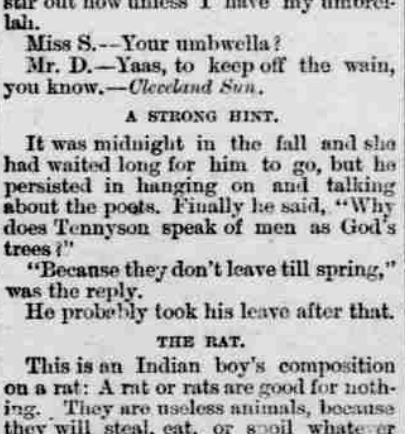 stir out now unless I have my umbrel-
lah.
Miss S.--Your umbwella?
Mr. D.—Yaas, to keep off the wain,
you know.—Cleveland Sun.
A STRONG HINT.
It was midnight in the fall and she
had waited long for him to go, but he
persisted in hanging on and talking
about the poets. Finally he said, "Why
does Tennyson speak of men as God's
trees?"
"Because they don't leave till spring,"
was the reply.
He probably took his leave after that.
THE RAT.
This is an Indian boy's composition
on a rat: A rat or rats are good for noth-
ing. They are useless animals, because
they will steal, eat, or spoil whatever